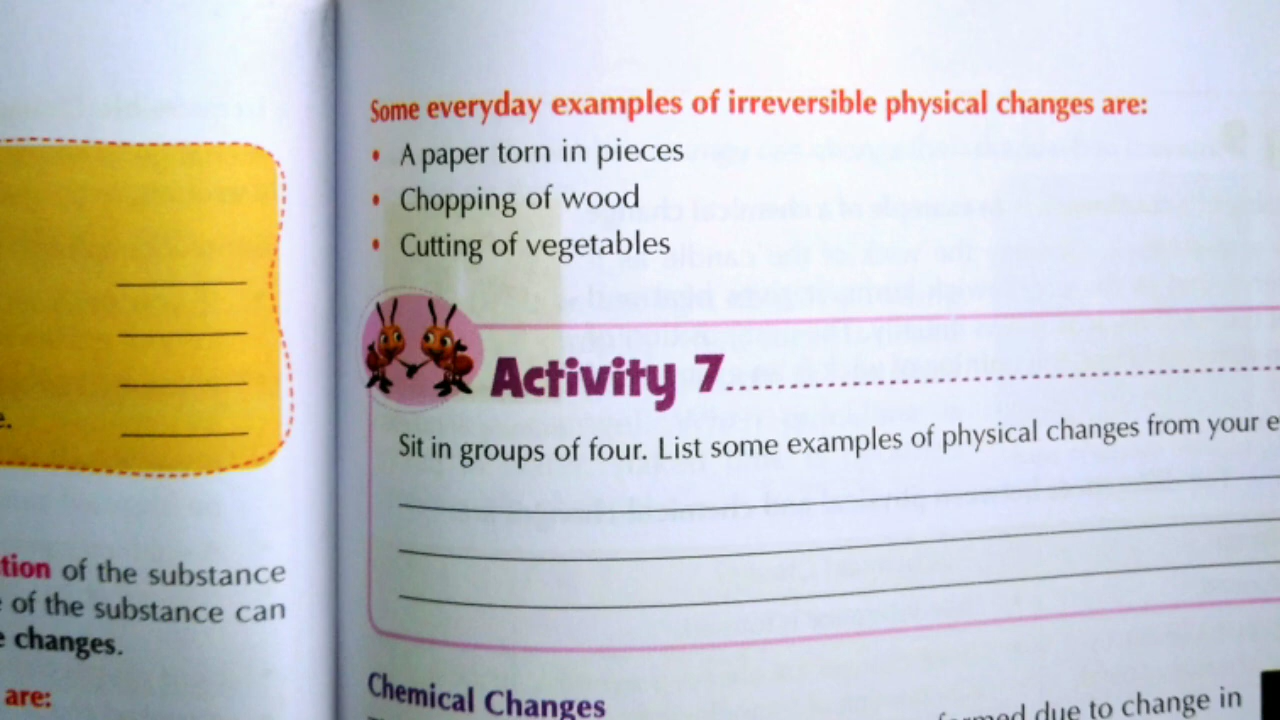 e.
tion of the substance
of the substance can
changes.
are:
Some everyday examples of irreversible physical changes are:
• A paper torn in pieces
• Chopping of wood
• Cutting of vegetables
Activity 7
Sit in groups of four. List some examples of physical changes from your e
Chemical Changes
due to change in